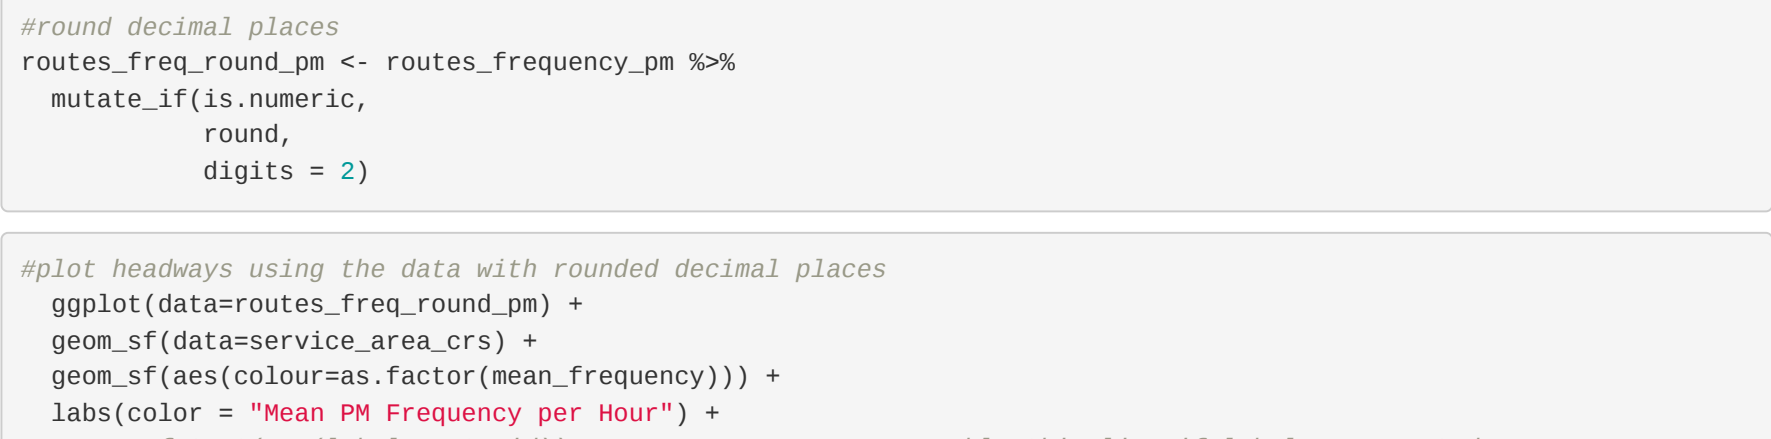 #round decimal places
routes_freq_round_pm <- routes_frequency_pm %>%
  mutate_if(is.numeric,
            round,
            digits = 2)
#plot headways using the data with rounded decimal places
  ggplot(data=routes_freq_round_pm) +
  geom_sf(data=service_area_crs) +
  geom_sf(aes(colour=as.factor(mean_frequency))) +
  labs(color = "Mean PM Frequency per Hour") +